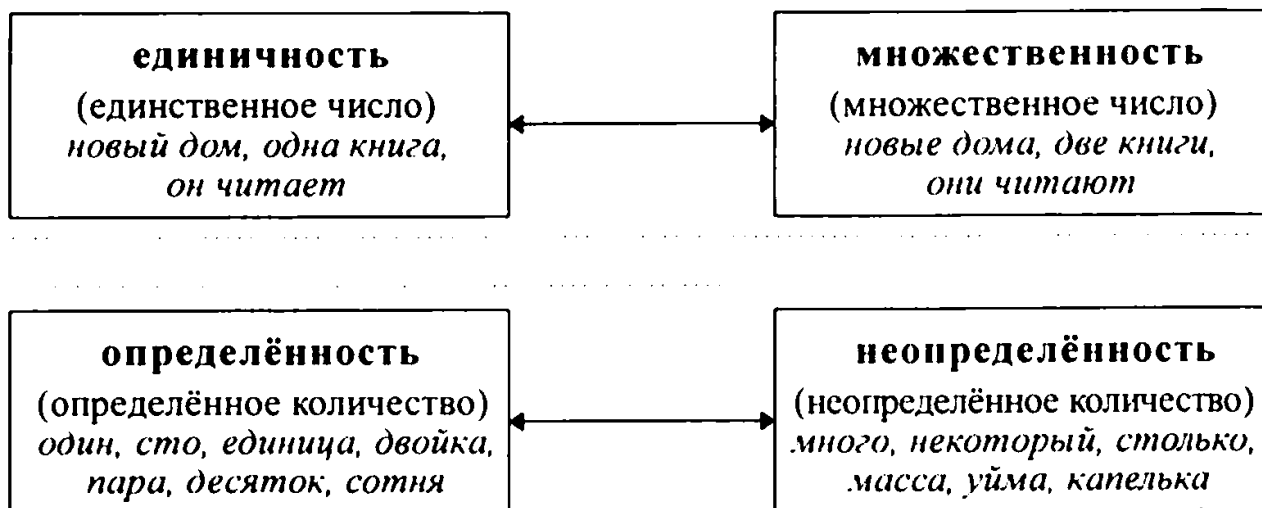 единичность
(единственное число)
новый дом, одна книга,
он читает
множественность
(множественное число)
новые дома, две книги,
они читают
определённость
(определённое количество)
один, сто, единица, двойка,
пара, десяток, сотня
неопределённость
(неопределённое количество)
много, некоторый, столько,
масса, уйма, капелька